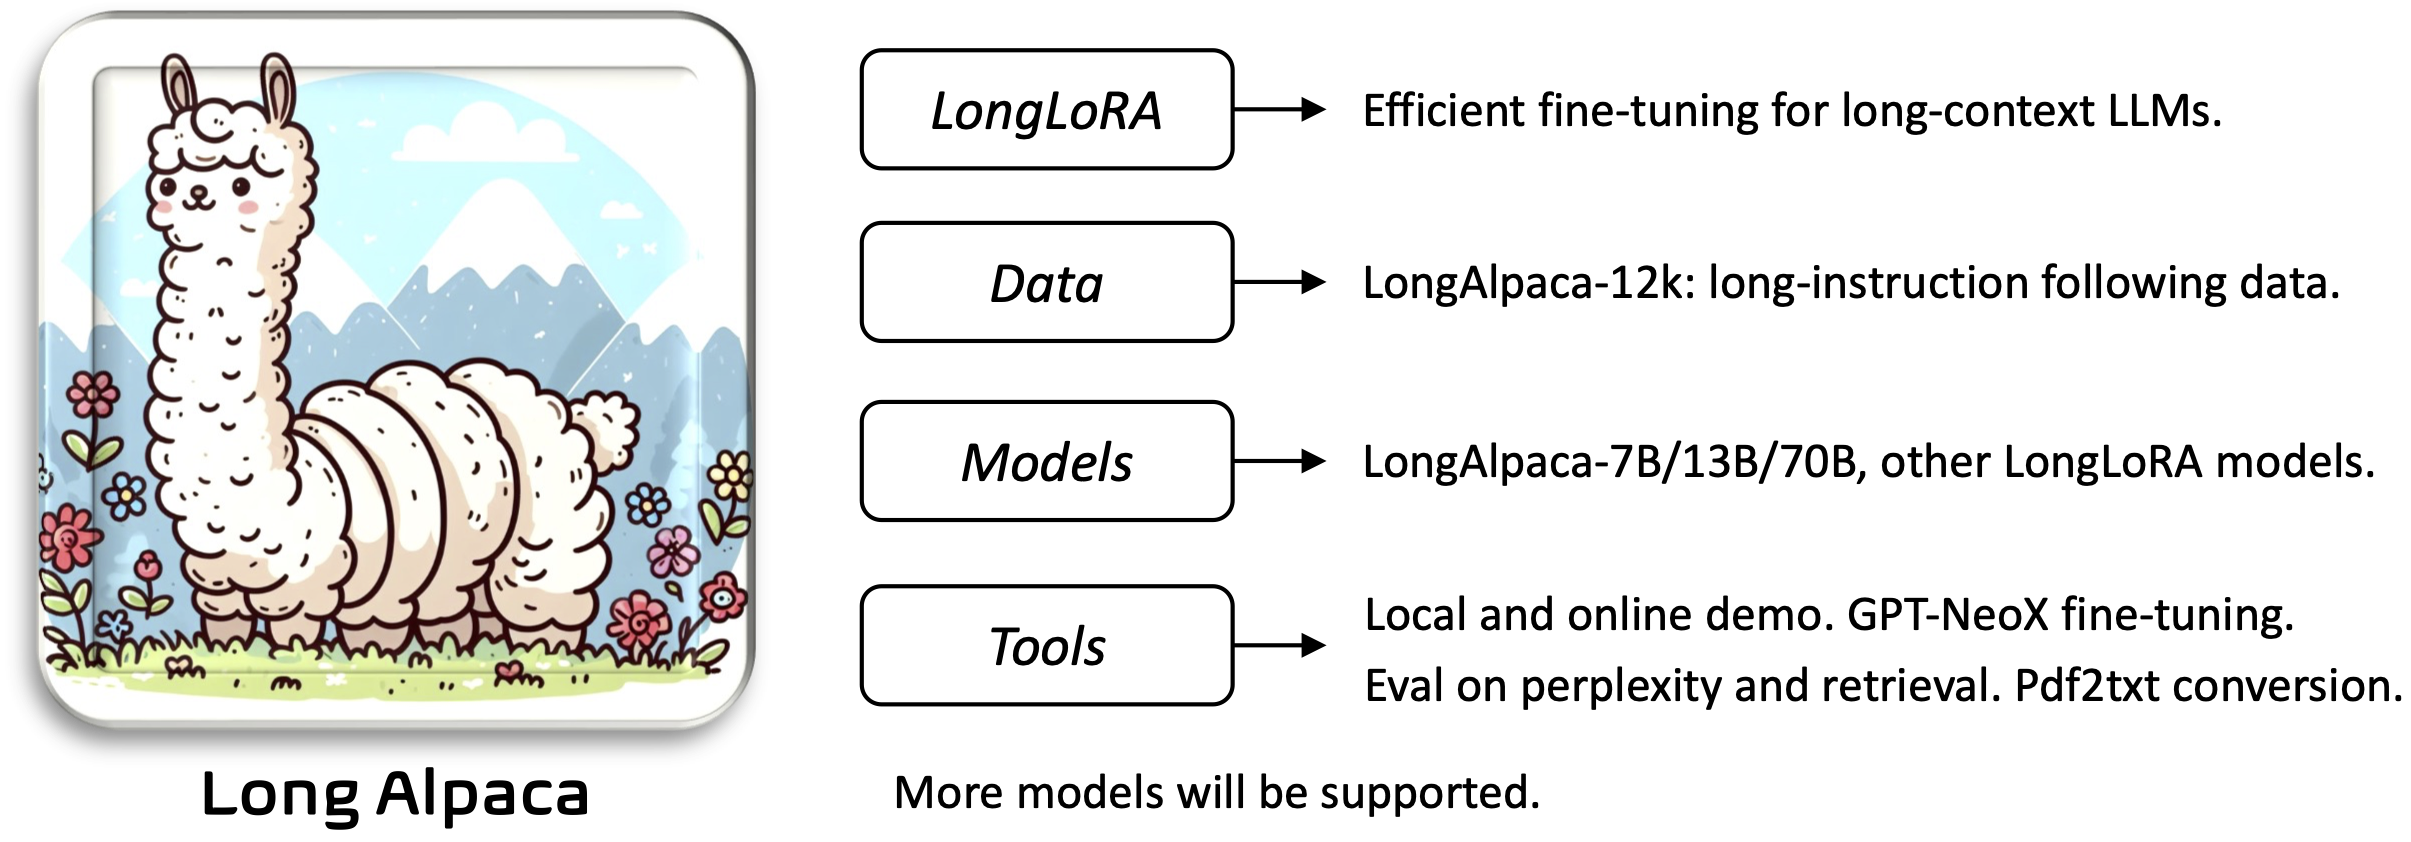 LongLoRA
Efficient fine-tuning for long-context LLMs.
Data
LongAlpaca-12k: long-instruction following data.
Models
LongAlpaca-7B/13B/70B, other LongLoRA models.
Tools
Local and online demo. GPT-NeoX fine-tuning.
Eval on perplexity and retrieval. Pdf2txt conversion.
Long Alpaca
More models will be supported.